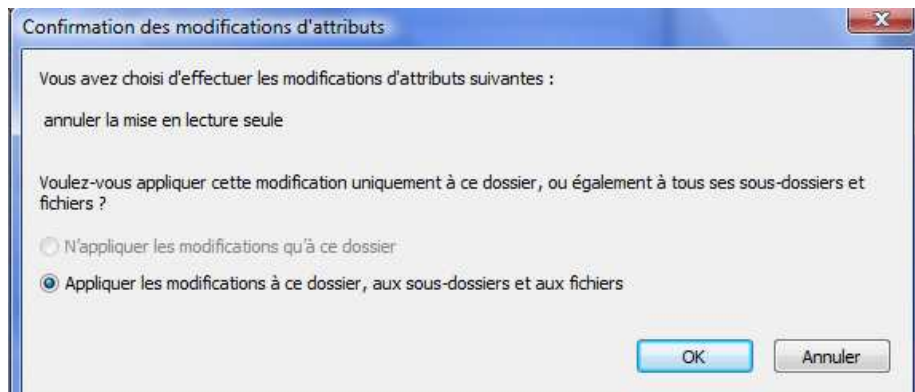 Confirmation des modifications d'attributs
Vous avez choisi d'effectuer les modifications d'attributs suivantes :
annuler la mise en lecture seule
Voulez-vous appliquer cette modification uniquement à ce dossier, ou également à tous ses sous-dossiers et
fichiers ?
N'appliquer les modifications qu'à ce dossier
Appliquer les modifications à ce dossier, aux sous-dossiers et aux fichiers
OK Annuler